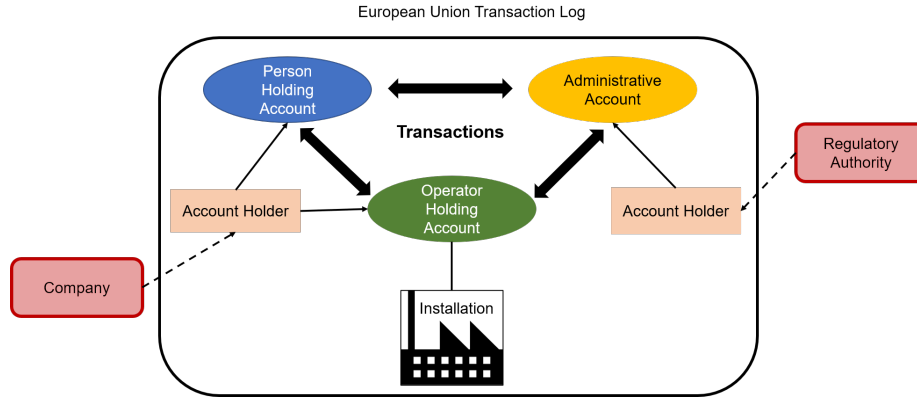 European Union Transaction Log
Person
Holding
Account
Administrative
Account
Transactions
Regulatory
Authority
Account Holder
Operator
Holding
Account
Account Holder
Company
Installation